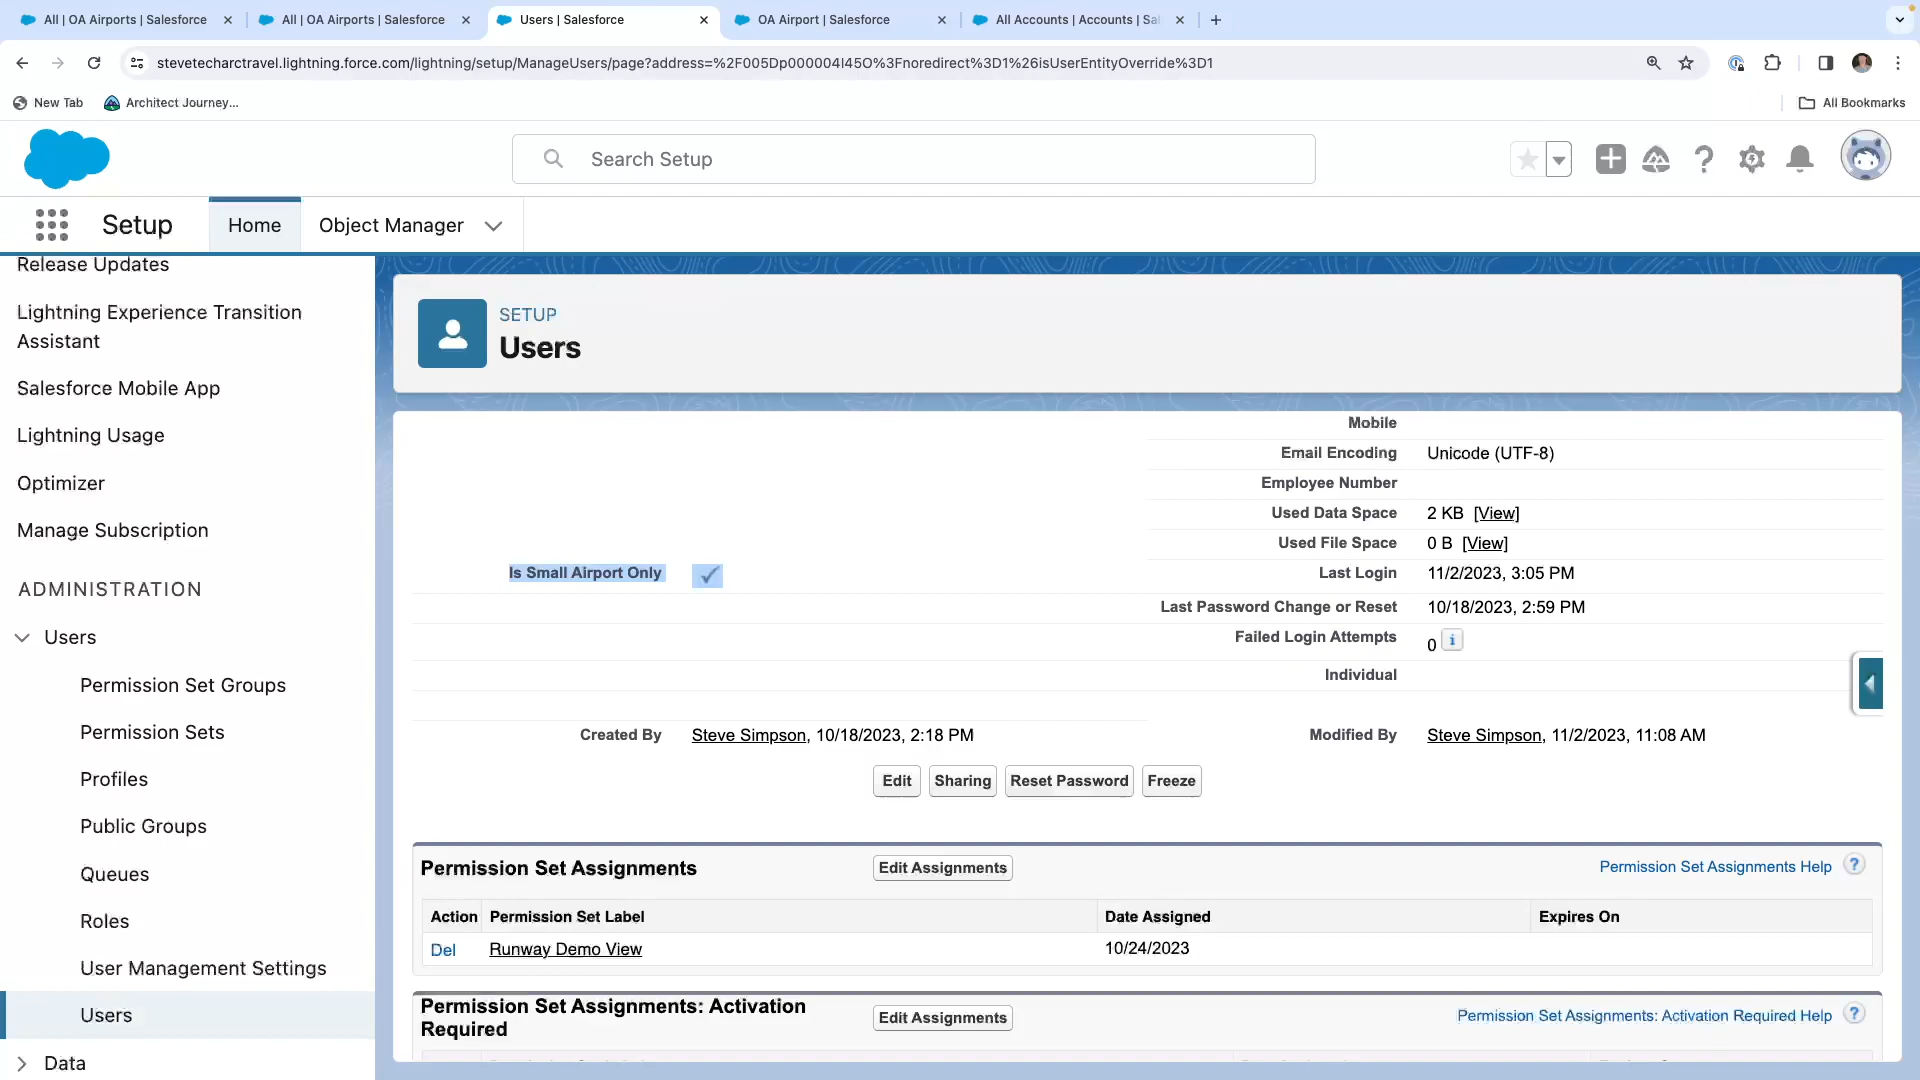 All | OA Airports | Salesforce
All | OA Airports | Salesforce
Users | Salesforce
OA Airport | Salesforce
All Accounts | Accounts | Sal
stevetecharctravel.lightning.force.com/lightning/setup/ManageUsers/page?address=%2F005Dp000004I45O%3Fnoredirect%3D1%26isUserEntityOverride%3D1
New Tab
Architect Journey...
All Bookmarks
Search Setup
Setup
Home
Object Manager
Release Updates
Lightning Experience Transition
Assistant
Salesforce Mobile App
Lightning Usage
Optimizer
Manage Subscription
ADMINISTRATION
Users
Permission Set Groups
Permission Sets
Profiles
Public Groups
Queues
Roles
User Management Settings
Users
Data
SETUP
Users
Mobile
Email Encoding Unicode (UTF-8)
Employee Number
Used Data Space 2 KB [View]
Used File Space 0 B [View]
Is Small Airport Only
Last Login 11/2/2023, 3:05 PM
Last Password Change or Reset 10/18/2023, 2:59 PM
Failed Login Attempts 0 i
Individual
Created By Steve Simpson, 10/18/2023, 2:18 PM
Modified By Steve Simpson, 11/2/2023, 11:08 AM
Edit Sharing Reset Password Freeze
Permission Set Assignments
Edit Assignments
Permission Set Assignments Help ?
Action Permission Set Label Date Assigned Expires On
Del Runway Demo View 10/24/2023
Permission Set Assignments: Activation
Required
Edit Assignments
Permission Set Assignments: Activation Required Help ?